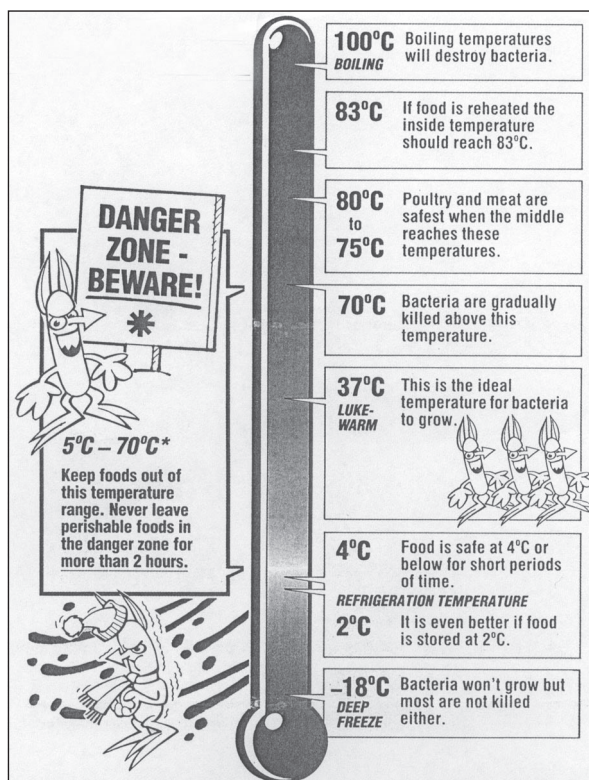 100°C Boiling temperatures
BOILING will destroy bacteria.
83°C If food is reheated the
inside temperature
should reach 83°C.
80°C Poultry and meat are
to safest when the middle
75°C reaches these
temperatures.
70°C Bacteria are gradually
killed above this
temperature.
37°C This is the ideal
LUKE- temperature for bacteria
WARM to grow.
4°C Food is safe at 4°C or
below for short periods
of time.
REFRIGERATION TEMPERATURE
2°C It is even better if food
is stored at 2°C.
–18°C Bacteria won't grow but
DEEP most are not killed
FREEZE either.
DANGER
ZONE -
BEWARE!
*
5°C – 70°C*
Keep foods out of
this temperature
range. Never leave
perishable foods in
the danger zone for
more than 2 hours.